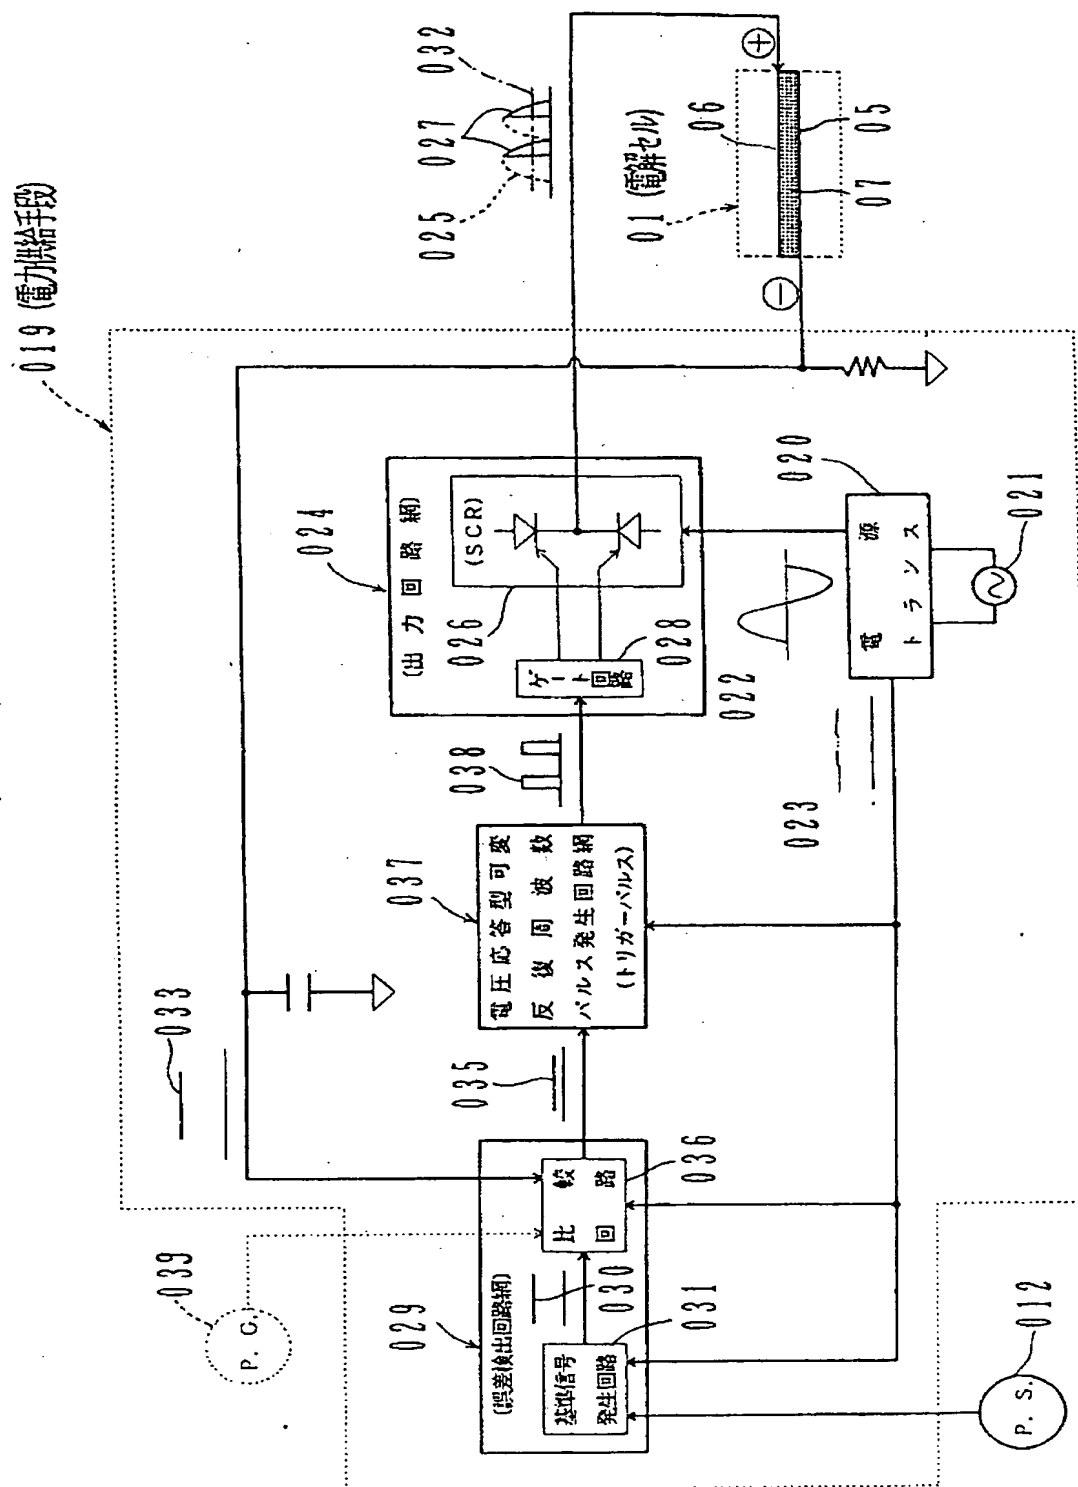 019 (電力供給手段)
032
027
025
01 (電解セル)
06
05
07
+
−
024
(出力回路網)
(SCR)
026
ゲート回路
028
020
電源
トランス
021
022
023
038
037
電圧応答型可変
反復周波数
パルス発生回路網
(トリガーパルス)
033
035
036
比較
回路
029
(誤差検出回路網)
030
基準信号
発生回路
031
039
P. G.
012
P. S.